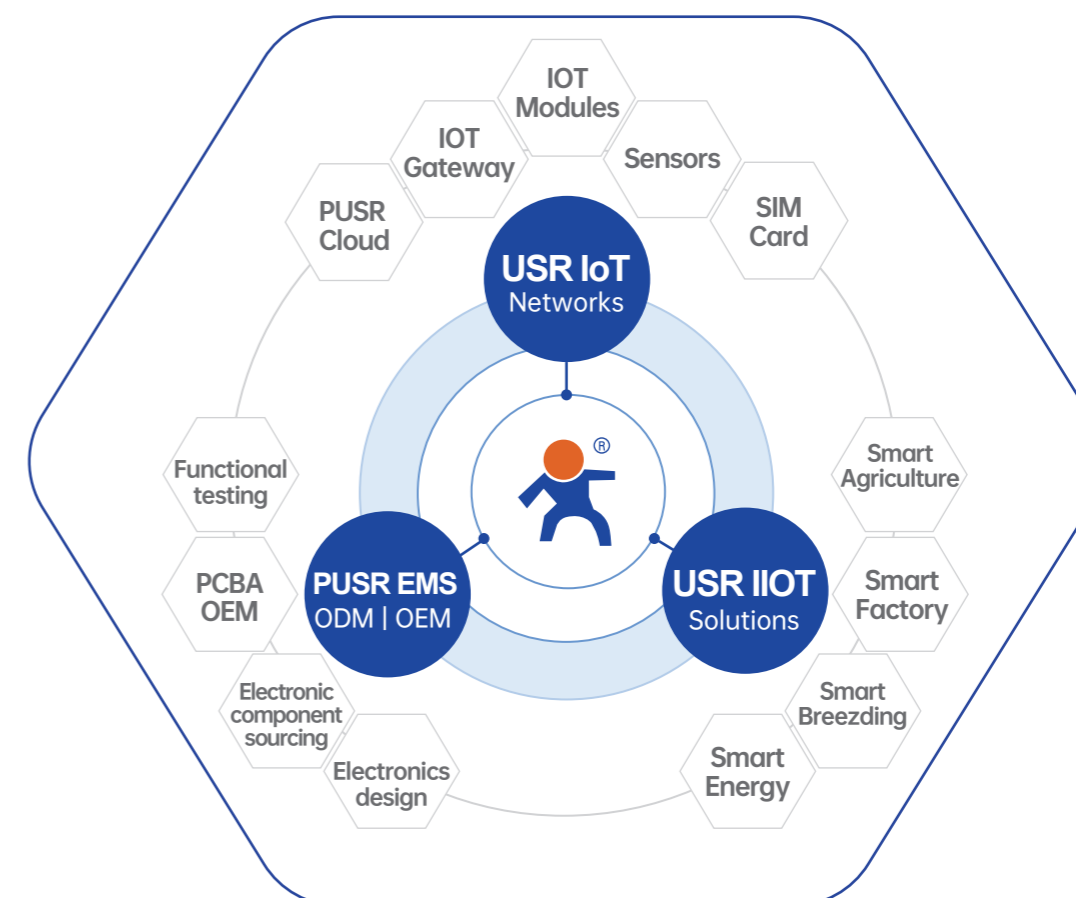 IOT
Modules
IOT
Gateway
Sensors
PUSR
Cloud
SIM
Card
USR IoT
Networks
®
Functional
testing
Smart
Agriculture
PCBA
OEM
PUSR EMS
ODM | OEM
USR IIOT
Solutions
Smart
Factory
Electronic
component
sourcing
Smart
Breezding
Electronics
design
Smart
Energy